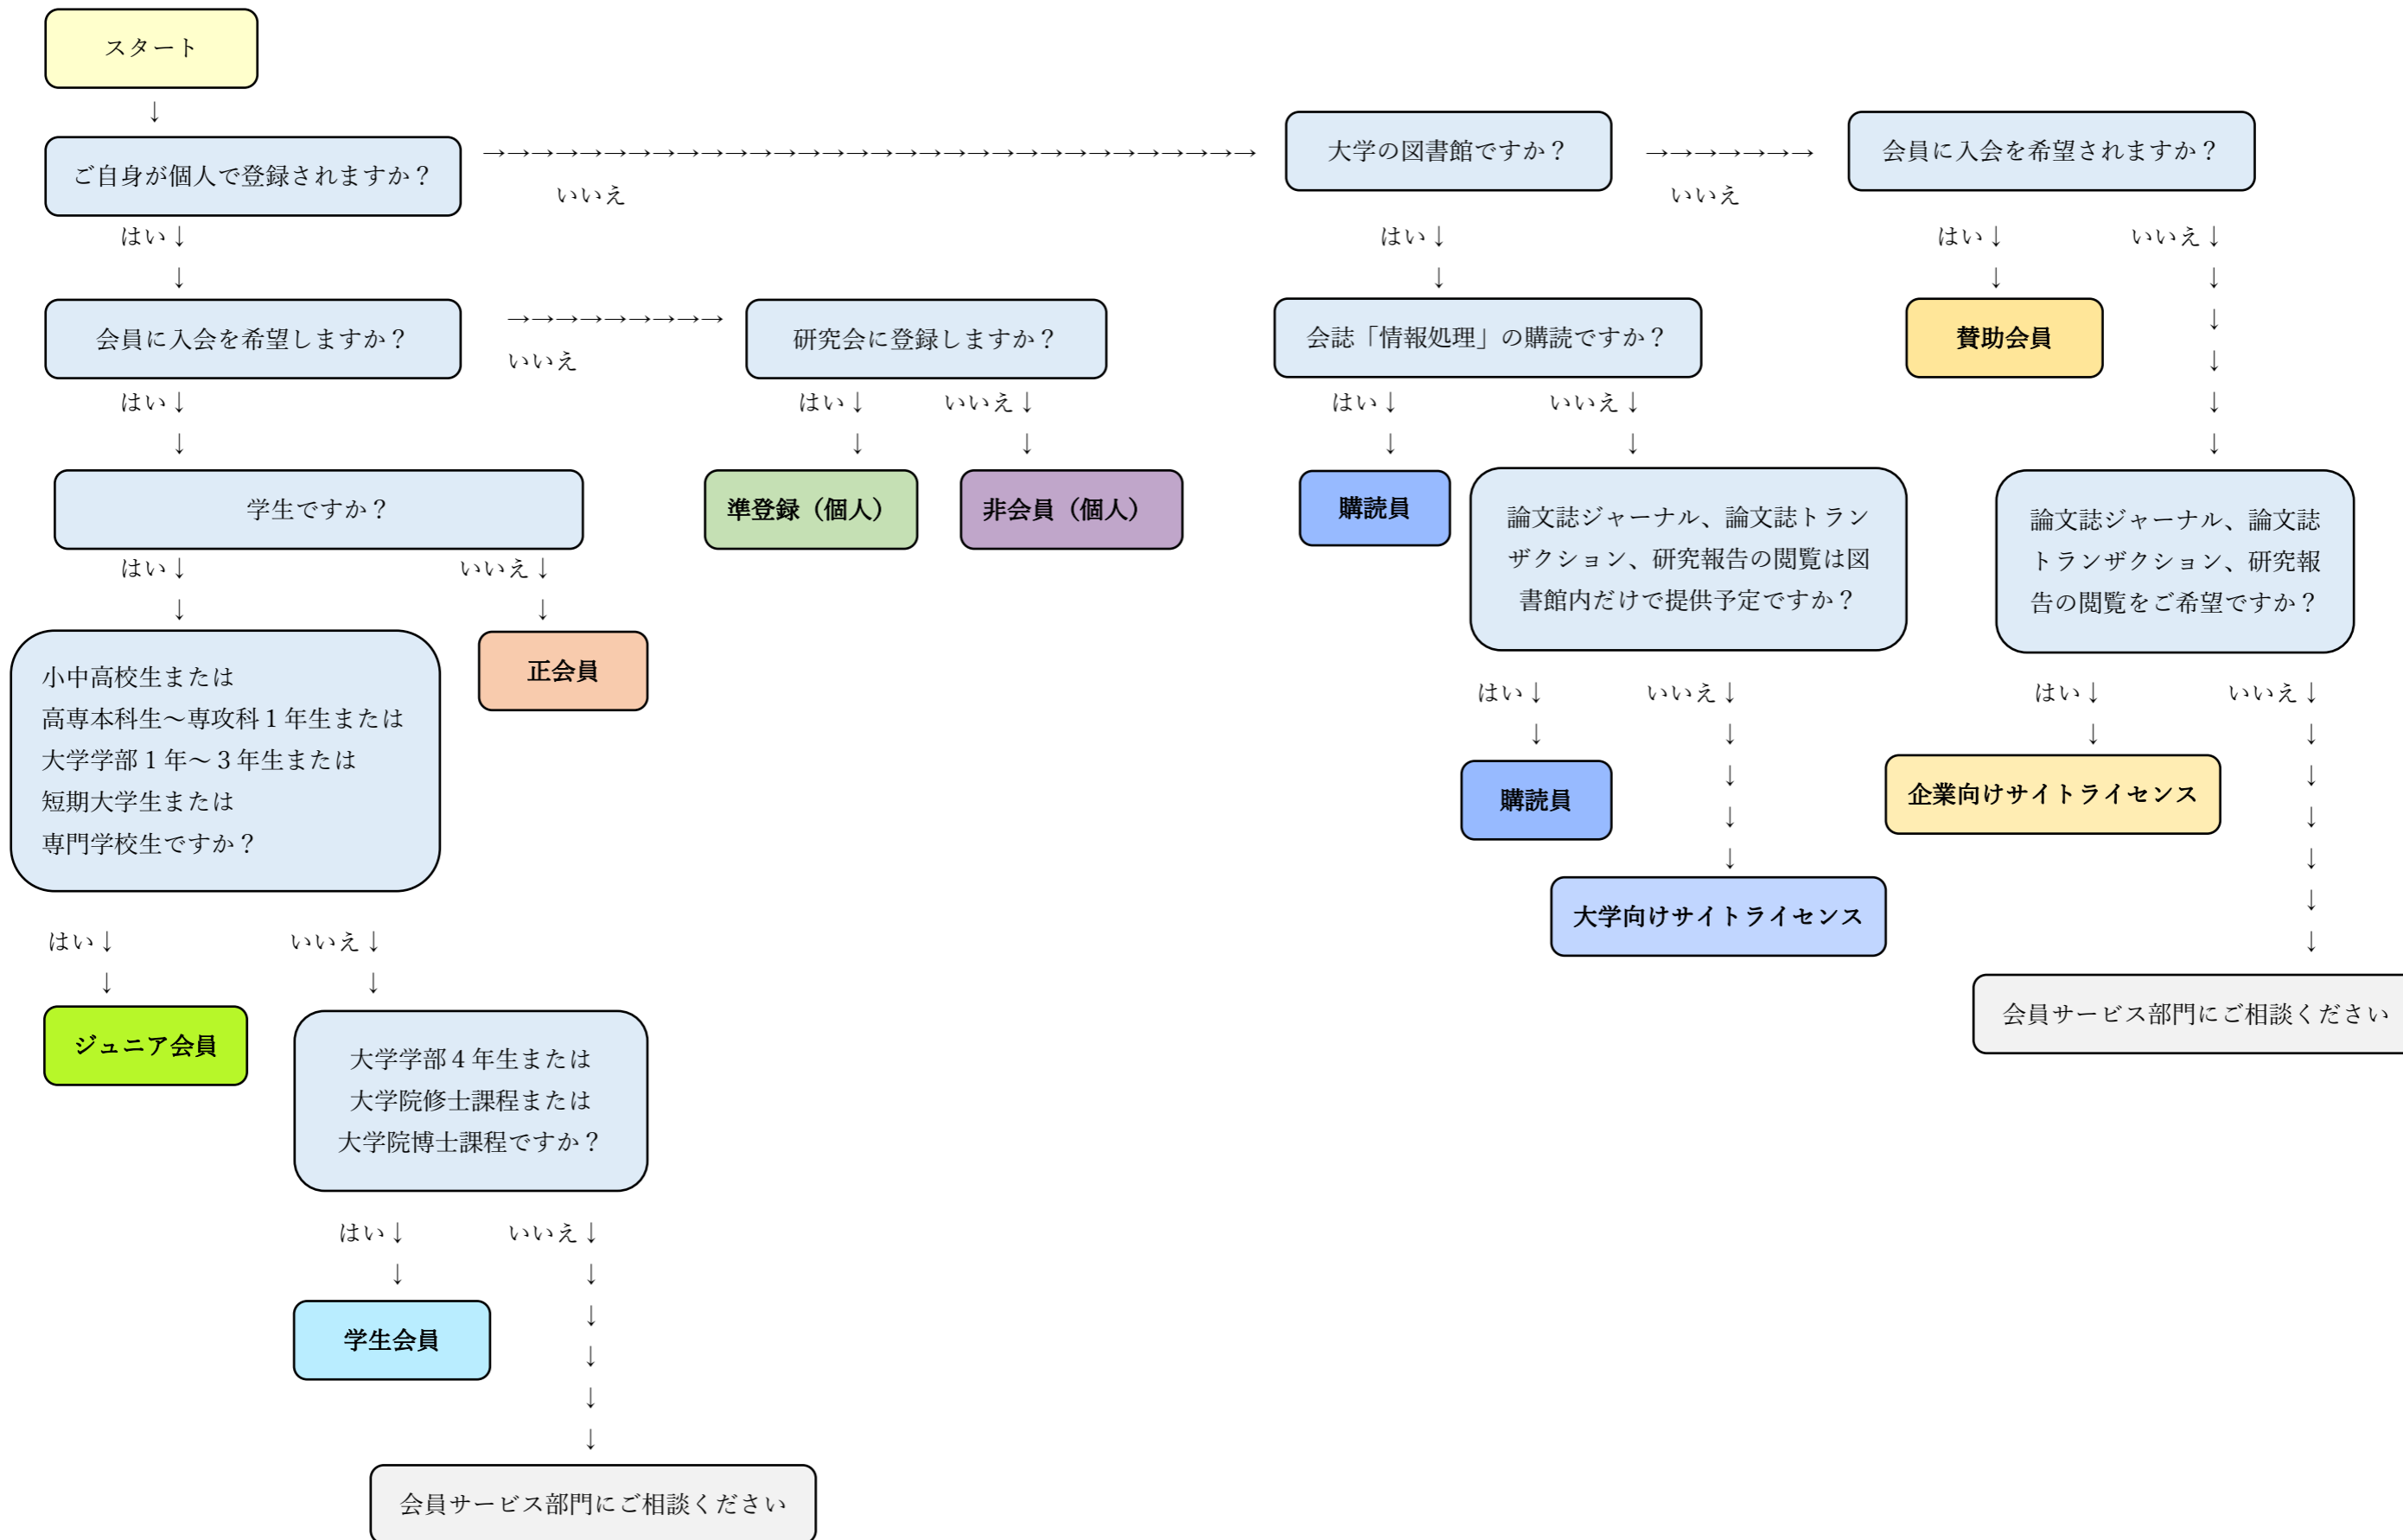 スタート
↓
ご自身が個人で登録されますか？
→→→→→→→→→→→→→→→→→→→→→→→→→→→→→→→→
いいえ
大学の図書館ですか？
→→→→→→→
いいえ
会員に入会を希望されますか？
はい↓
↓
はい↓
↓
はい↓
↓
いいえ↓
↓
↓
↓
↓
↓
会員に入会を希望しますか？
→→→→→→→→→
いいえ
研究会に登録しますか？
会誌「情報処理」の購読ですか？
賛助会員
はい↓
↓
はい↓
↓
いいえ↓
↓
はい↓
↓
いいえ↓
↓
学生ですか？
準登録（個人）
非会員（個人）
購読員
論文誌ジャーナル、論文誌トラン
ザクション、研究報告の閲覧は図
書館内だけで提供予定ですか？
論文誌ジャーナル、論文誌
トランザクション、研究報
告の閲覧をご希望ですか？
はい↓
↓
いいえ↓
↓
小中高校生または
高専本科生～専攻科１年生または
大学学部１年～３年生または
短期大学生または
専門学校生ですか？
正会員
はい↓
↓
いいえ↓
↓
↓
↓
↓
はい↓
↓
いいえ↓
↓
↓
↓
↓
↓
↓
購読員
企業向けサイトライセンス
大学向けサイトライセンス
会員サービス部門にご相談ください
はい↓
↓
いいえ↓
↓
ジュニア会員
大学学部４年生または
大学院修士課程または
大学院博士課程ですか？
はい↓
↓
いいえ↓
↓
↓
↓
↓
↓
学生会員
会員サービス部門にご相談ください